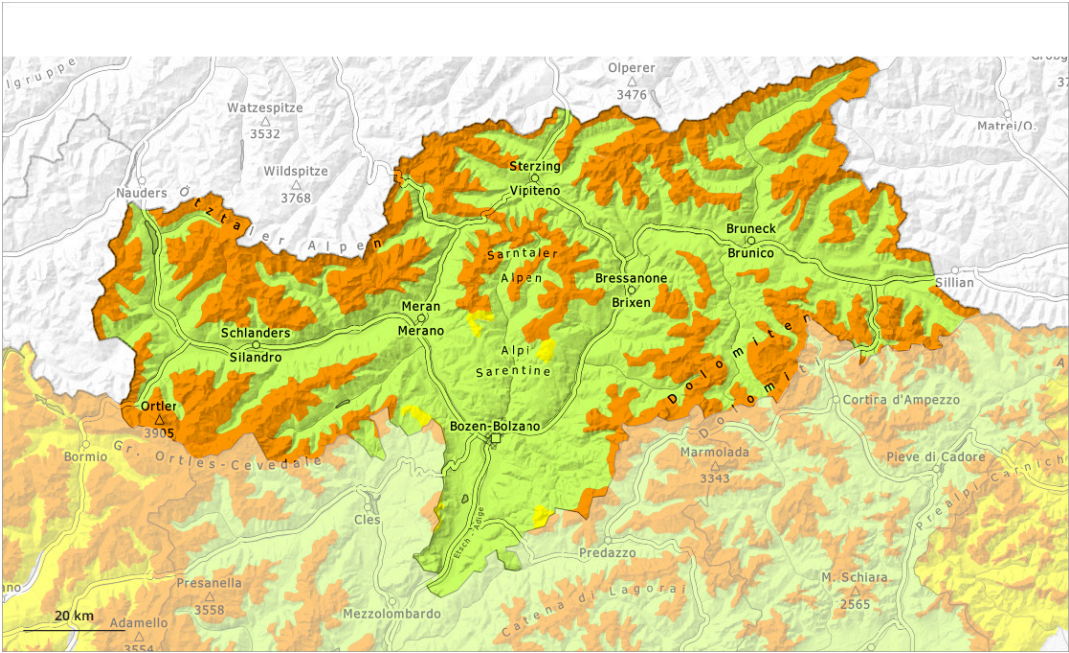 lgruppe
Watzespitze
3532
Olperer
3476
Matrei/O.
Wildspitze
3768
Nauders
Ötztaler Alpen
Sterzing
Vipiteno
Bruneck
Brunico
Sarntaler
Alpen
Bressanone
Brixen
Sillian
Meran
Merano
Schlanders
Silandro
Alpi
Sarentine
Dolomiten
Dolomiti
Ortler
3905
Cortina d'Ampezzo
Bozen-Bolzano
Gr. Ortles-Cevedale
Bormio
Marmolada
3343
Pieve di Cadore
Prealpi Carnich
Cles
Etsch - Adige
Predazzo
Presanella
3558
Mezzolombardo
Catena di Lagorai
M. Schiara
2565
ano
20 km
Adamello
3554